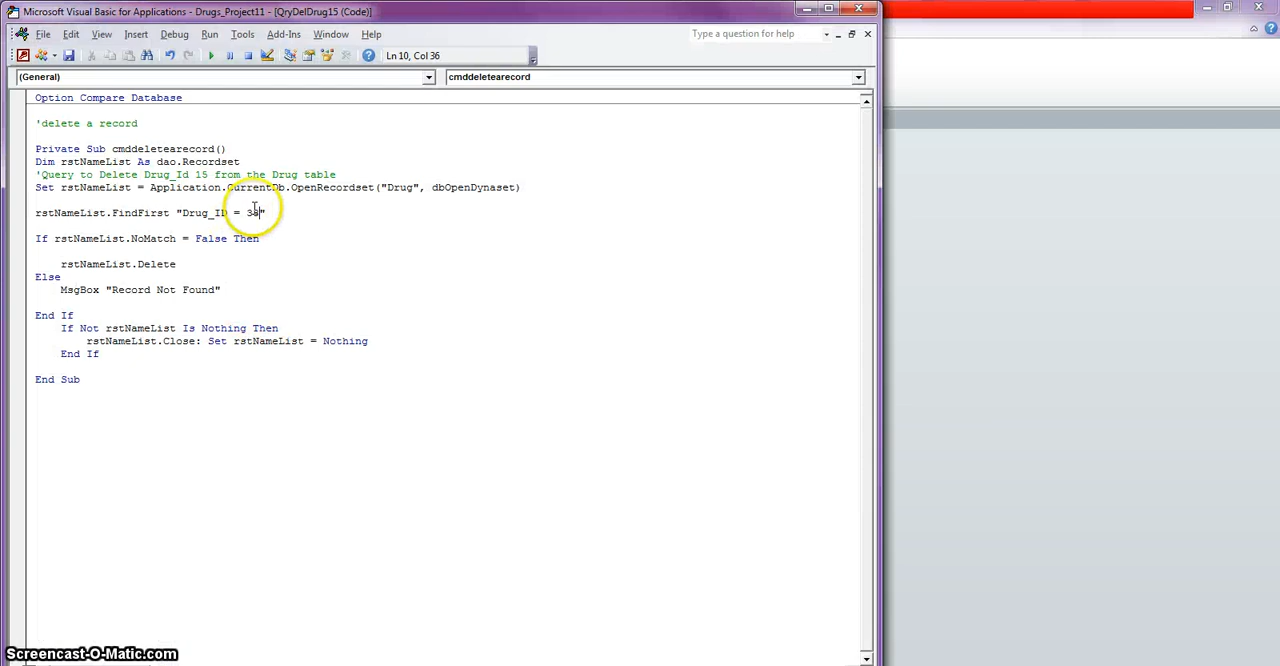 Microsoft Visual Basic for Applications - Drugs_Project11 - [QryDelDrug15 (Code)]
File Edit View Insert Debug Run Tools Add-Ins Window Help Type a question for help
Ln 10, Col 36
(General) cmddeletearecord
Option Compare Database
'delete a record
Private Sub cmddeletearecord()
Dim rstNameList As dao.Recordset
'Query to Delete Drug_Id 15 from the Drug table
Set rstNameList = Application.CurrentDb.OpenRecordset("Drug", dbOpenDynaset)
rstNameList.FindFirst "Drug_ID =
If rstNameList.NoMatch = False Then
rstNameList.Delete
Else
MsgBox "Record Not Found"
End If
If Not rstNameList Is Nothing Then
rstNameList.Close: Set rstNameList = Nothing
End If
End Sub
Screencast-O-Matic.com